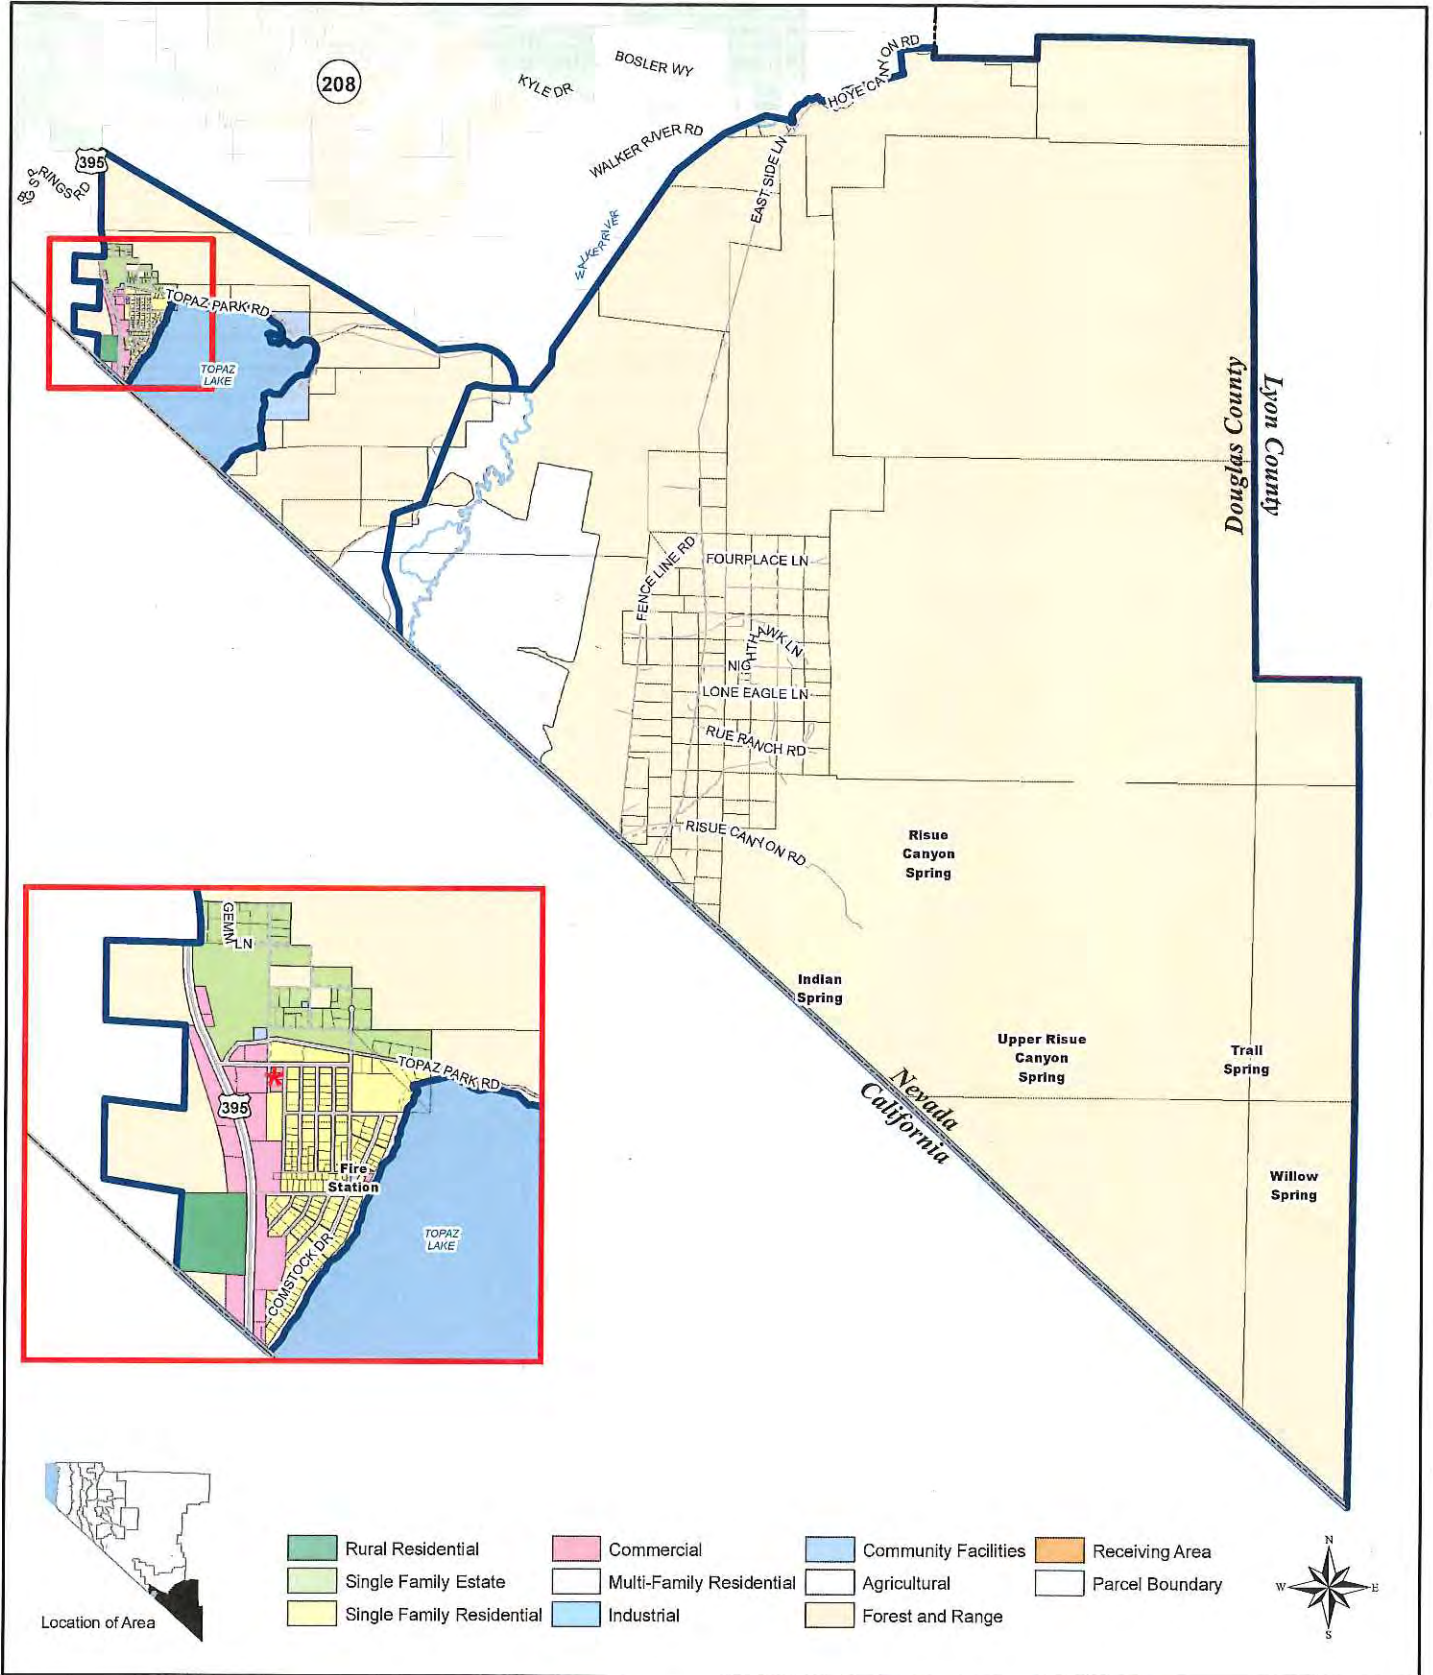 208
BOSLER WY
KYLE DR
HOYE CANYON RD
WALKER RIVER RD
395
BIG SPRINGS RD
EAST SIDE LN
WALKER RIVER
TOPAZ PARK RD
TOPAZ
LAKE
Douglas County
Lyon County
FENCE LINE RD
FOURPLACE LN
NIGHTHAWK LN
LONE EAGLE LN
RUE RANCH RD
RISUE CANYON RD
Risue
Canyon
Spring
Indian
Spring
Upper Risue
Canyon
Spring
Trail
Spring
Willow
Spring
Nevada
California
GEMM LN
TOPAZ PARK RD
395
Fire
Station
TOPAZ
LAKE
COMSTOCK DR
Location of Area
Rural Residential
Single Family Estate
Single Family Residential
Commercial
Multi-Family Residential
Industrial
Community Facilities
Agricultural
Forest and Range
Receiving Area
Parcel Boundary
N
W
E
S